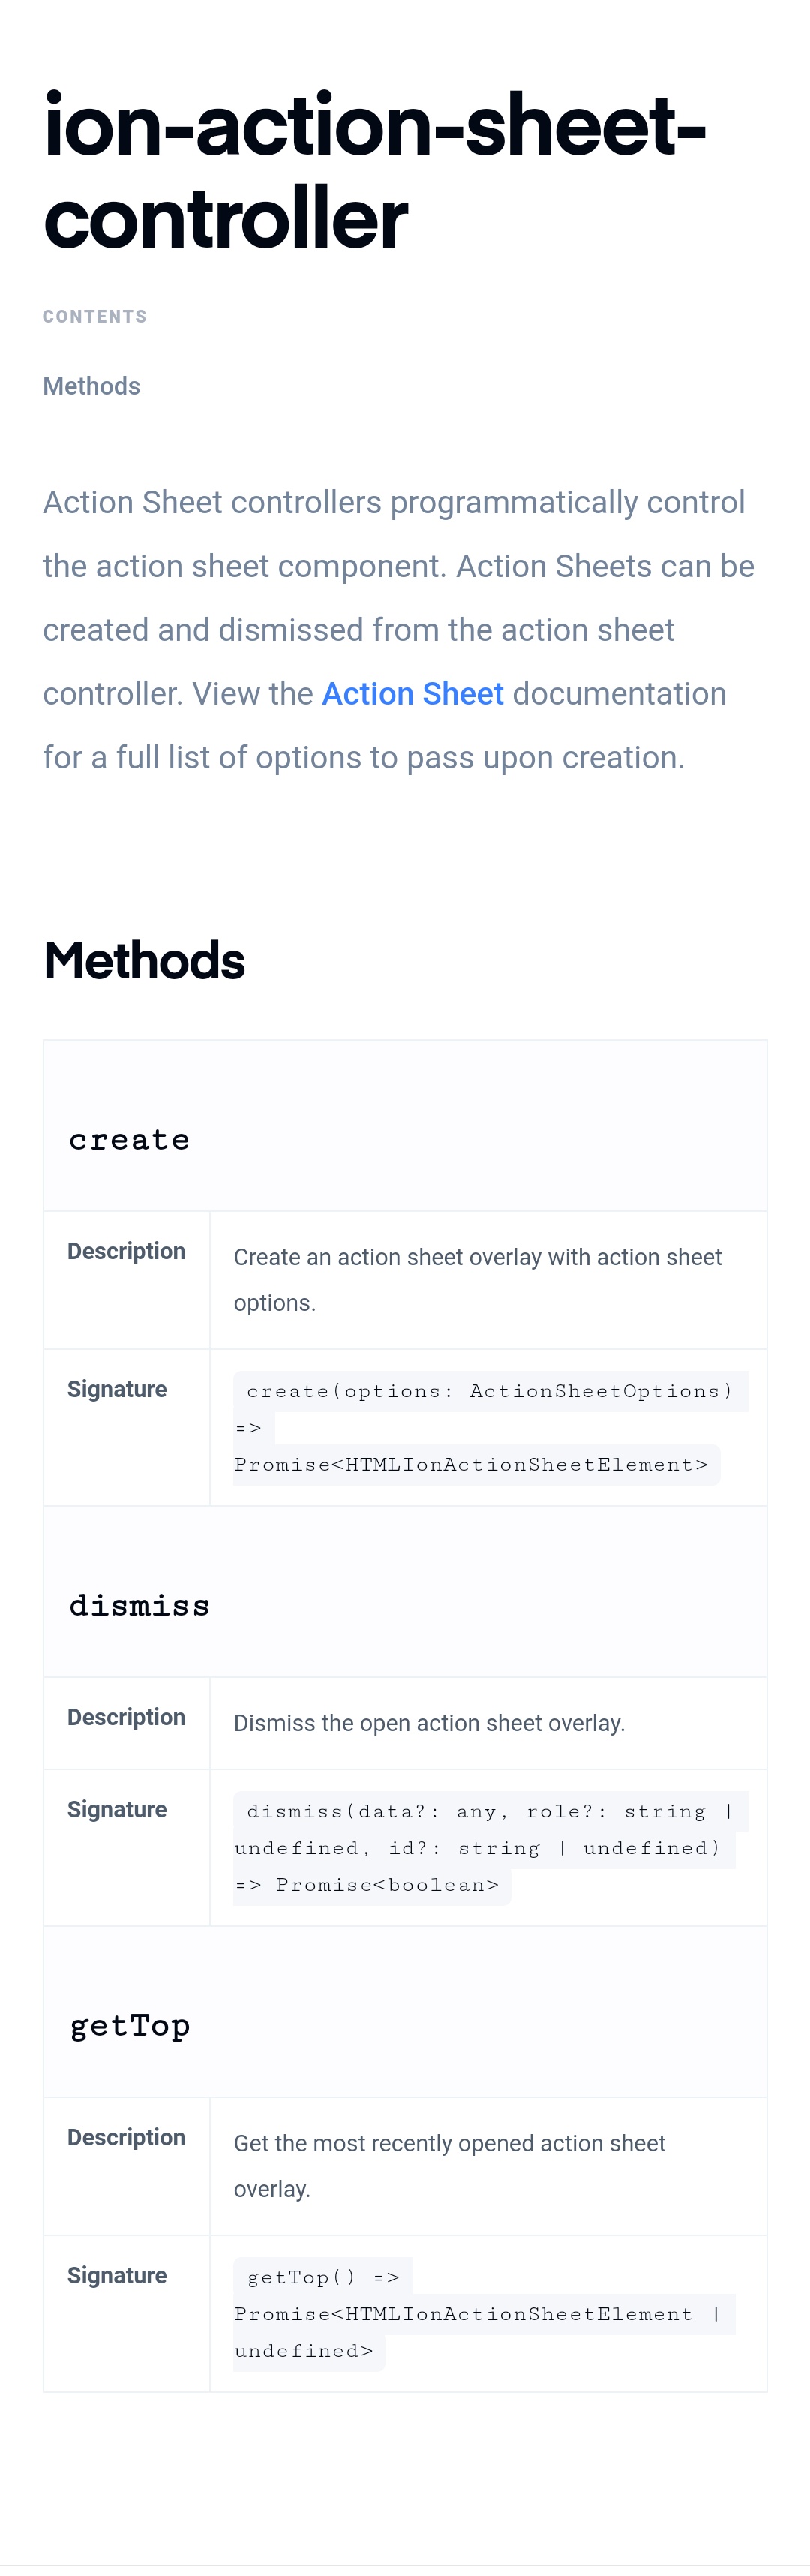 ion-action-sheet-
controller
CONTENTS
Methods
Action Sheet controllers programmatically control
the action sheet component. Action Sheets can be
created and dismissed from the action sheet
controller. View the Action Sheet documentation
for a full list of options to pass upon creation.
Methods
create
Description
Create an action sheet overlay with action sheet
options.
Signature
create(options: ActionSheetOptions)
=>
Promise<HTMLIonActionSheetElement>
dismiss
Description
Dismiss the open action sheet overlay.
Signature
dismiss(data?: any, role?: string |
undefined, id?: string | undefined)
=> Promise<boolean>
getTop
Description
Get the most recently opened action sheet
overlay.
Signature
getTop() =>
Promise<HTMLIonActionSheetElement |
undefined>